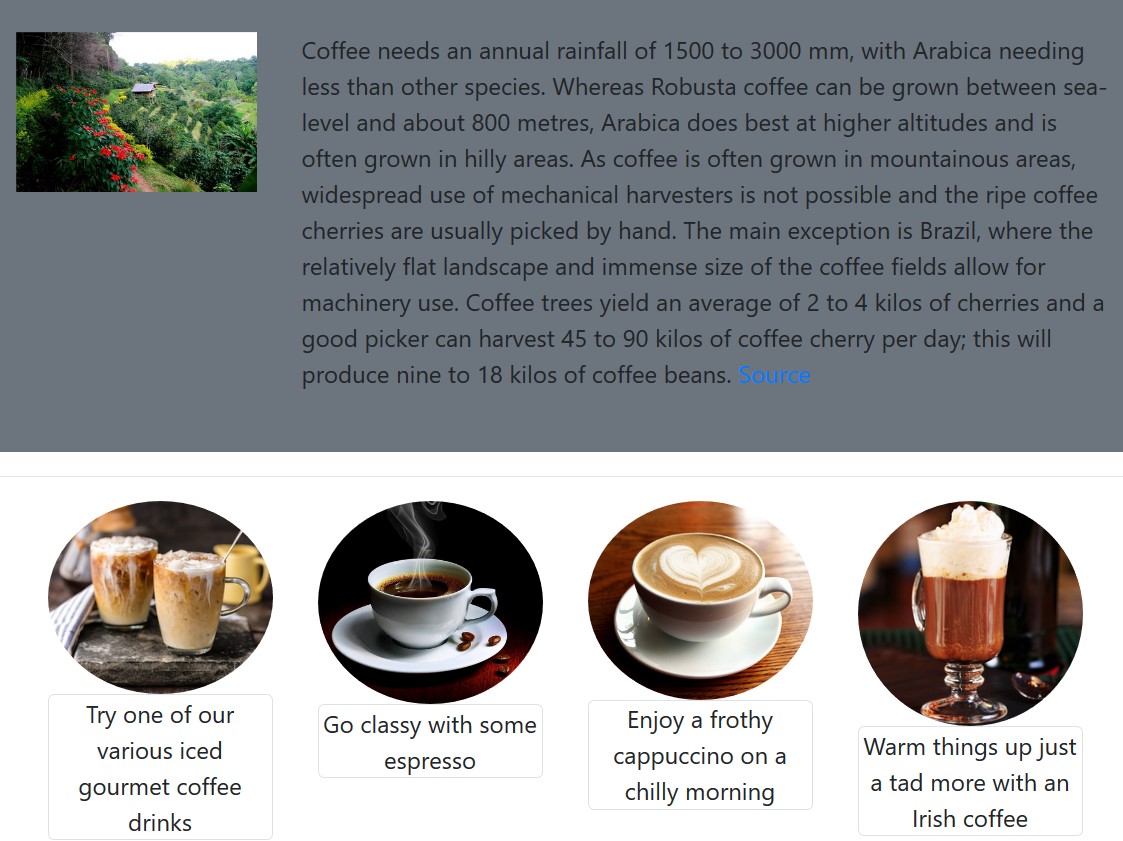 Coffee needs an annual rainfall of 1500 to 3000 mm, with Arabica needing
less than other species. Whereas Robusta coffee can be grown between sea-
level and about 800 metres, Arabica does best at higher altitudes and is
often grown in hilly areas. As coffee is often grown in mountainous areas,
widespread use of mechanical harvesters is not possible and the ripe coffee
cherries are usually picked by hand. The main exception is Brazil, where the
relatively flat landscape and immense size of the coffee fields allow for
machinery use. Coffee trees yield an average of 2 to 4 kilos of cherries and a
good picker can harvest 45 to 90 kilos of coffee cherry per day; this will
produce nine to 18 kilos of coffee beans. Source
Try one of our
various iced
gourmet coffee
drinks
Go classy with some
espresso
Enjoy a frothy
cappuccino on a
chilly morning
Warm things up just
a tad more with an
Irish coffee